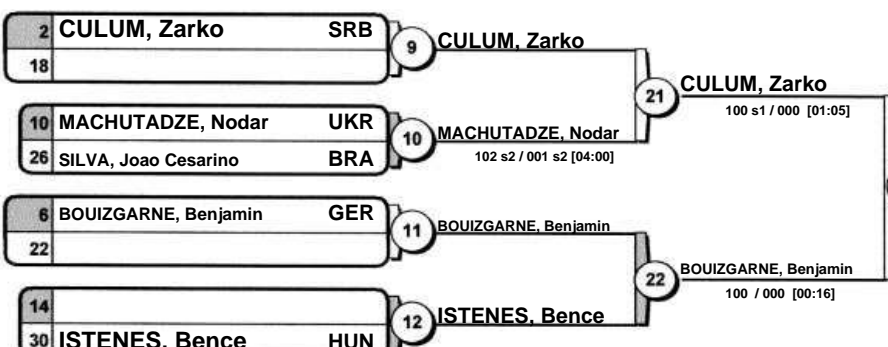 2 CULUM, Zarko SRB
18
9 CULUM, Zarko
10 MACHUTADZE, Nodar UKR
26 SILVA, Joao Cesarino BRA
10 MACHUTADZE, Nodar
102 s2 / 001 s2 [04:00]
21 CULUM, Zarko
100 s1 / 000 [01:05]
6 BOUIZGARNE, Benjamin GER
22
11 BOUIZGARNE, Benjamin
14
30 ISTENES, Bence HUN
12 ISTENES, Bence
22 BOUIZGARNE, Benjamin
100 / 000 [00:16]